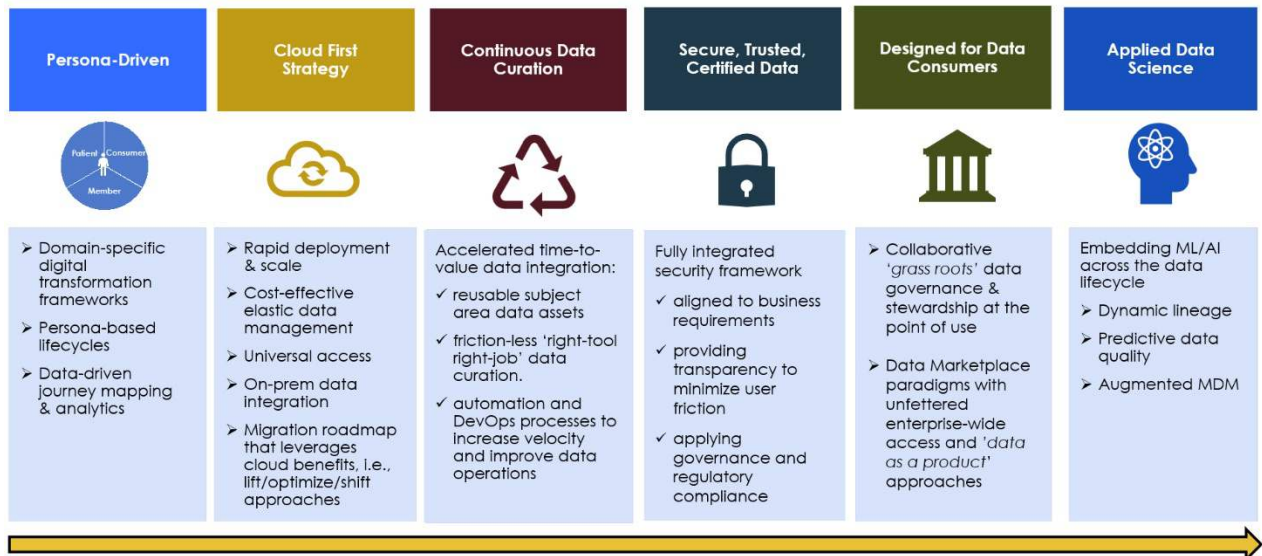 Persona-Driven
Cloud First
Strategy
Continuous Data
Curation
Secure, Trusted,
Certified Data
Designed for Data
Consumers
Applied Data
Science
Patient
Consumer
Member
➢ Domain-specific
digital
transformation
frameworks
➢ Persona-based
lifecycles
➢ Data-driven
journey mapping
& analytics
➢ Rapid deployment
& scale
➢ Cost-effective
elastic data
management
➢ Universal access
➢ On-prem data
integration
➢ Migration roadmap
that leverages
cloud benefits, i.e.,
lift/optimize/shift
approaches
Accelerated time-to-
value data integration:
✓ reusable subject
area data assets
✓ friction-less ‘right-tool
right-job’ data
curation.
✓ automation and
DevOps processes to
increase velocity
and improve data
operations
Fully integrated
security framework
✓ aligned to business
requirements
✓ providing
transparency to
minimize user
friction
✓ applying
governance and
regulatory
compliance
➢ Collaborative
‘grass roots’ data
governance &
stewardship at the
point of use
➢ Data Marketplace
paradigms with
unfettered
enterprise-wide
access and ’data
as a product’
approaches
Embedding ML/AI
across the data
lifecycle
➢ Dynamic lineage
➢ Predictive data
quality
➢ Augmented MDM